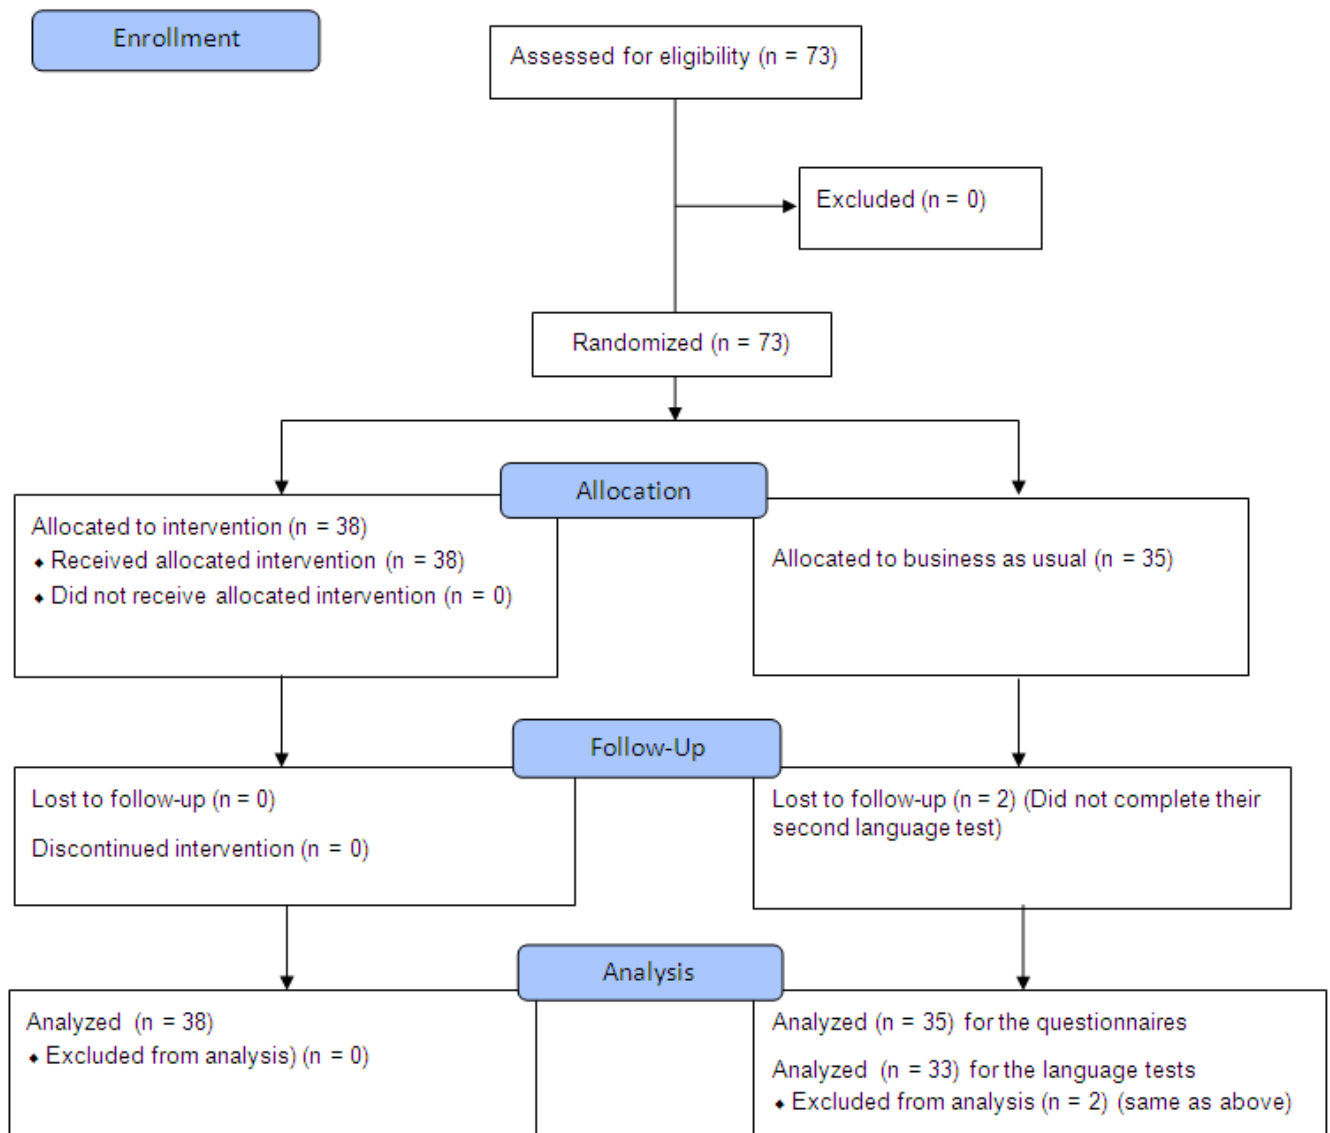 Enrollment
Assessed for eligibility (n = 73)
Excluded (n = 0)
Randomized (n = 73)
Allocation
Allocated to intervention (n = 38)
⬥ Received allocated intervention (n = 38)
⬥ Did not receive allocated intervention (n = 0)
Allocated to business as usual (n = 35)
Follow-Up
Lost to follow-up (n = 0)
Discontinued intervention (n = 0)
Lost to follow-up (n = 2) (Did not complete their
second language test)
Analysis
Analyzed (n = 38)
⬥ Excluded from analysis) (n = 0)
Analyzed (n = 35) for the questionnaires
Analyzed (n = 33) for the language tests
⬥ Excluded from analysis (n = 2) (same as above)